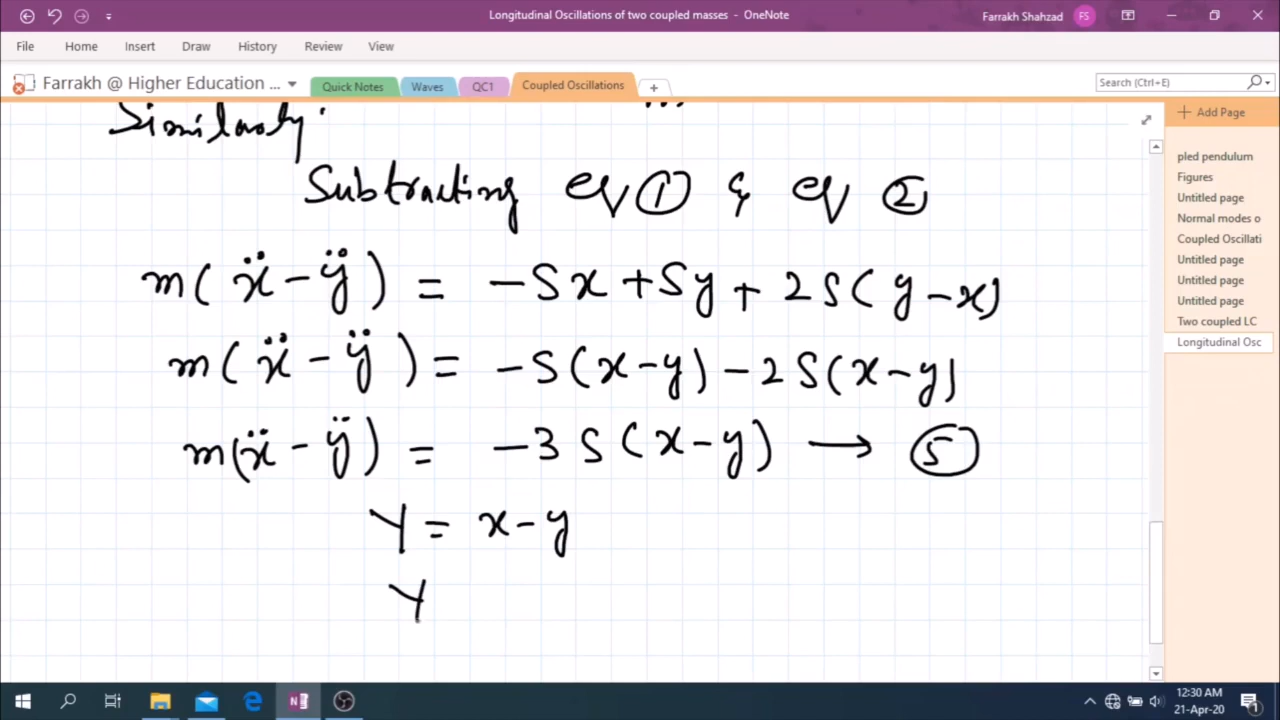 Longitudinal Oscillations of two coupled masses - OneNote
Farrakh Shahzad FS
File Home Insert Draw History Review View
Farrakh @ Higher Education ... Quick Notes Waves QC1 Coupled Oscillations + Search (Ctrl+E)
Add Page
pled pendulum
Figures
Untitled page
Normal modes o
Coupled Oscillati
Untitled page
Untitled page
Untitled page
Two coupled LC
Longitudinal Osc
Similarly
Subtracting eq ① & eq ②
m(ẍ - ÿ) = -Sx + Sy + 2S(y - x)
m(ẍ - ÿ) = -S(x - y) - 2S(x - y)
m(ẍ - ÿ) = -3S(x - y) → ⑤
Y = x - y
Y
12:30 AM
21-Apr-20
1